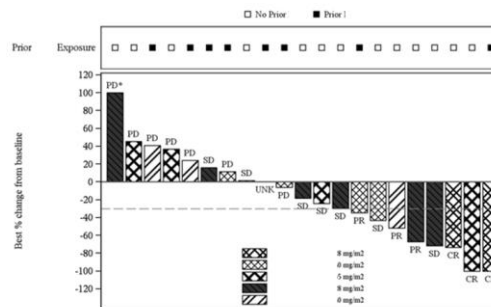 No Prior Prior l
Prior Exposure
Best % change from baseline
120
100
80
60
40
20
0
-20
-40
-60
-80
-100
-120
PD*
PD
PD
PD
PD
SD
PD
SD
UNK
PD
SD
SD
SD
PR
SD
PR
PR
SD
CR
CR
8 mg/m2
6 mg/m2
5 mg/m2
8 mg/m2
6 mg/m2